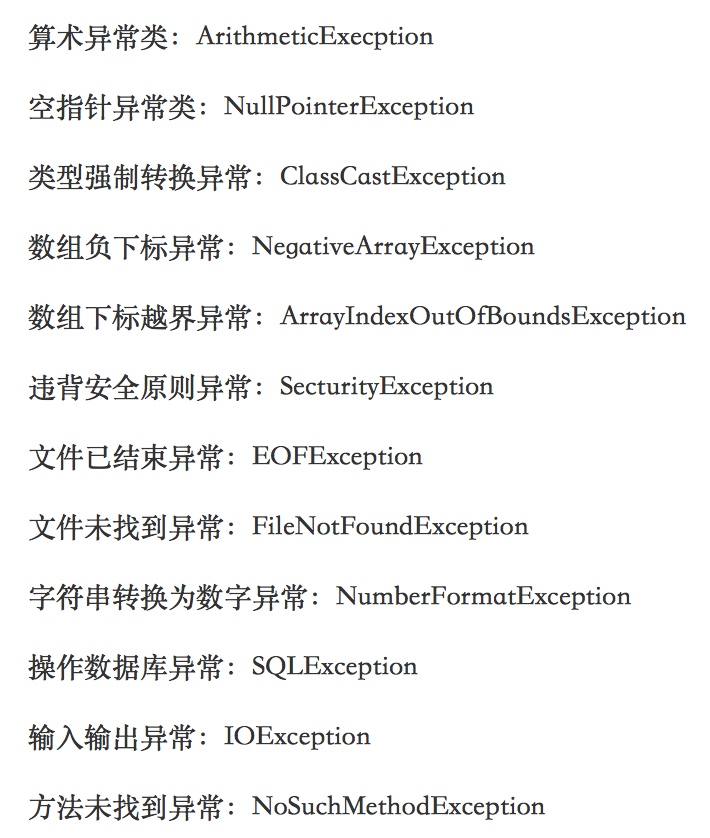 算术异常类：ArithmeticExecption
空指针异常类：NullPointerException
类型强制转换异常：ClassCastException
数组负下标异常：NegativeArrayException
数组下标越界异常：ArrayIndexOutOfBoundsException
违背安全原则异常：SecturityException
文件已结束异常：EOFException
文件未找到异常：FileNotFoundException
字符串转换为数字异常：NumberFormatException
操作数据库异常：SQLException
输入输出异常：IOException
方法未找到异常：NoSuchMethodException